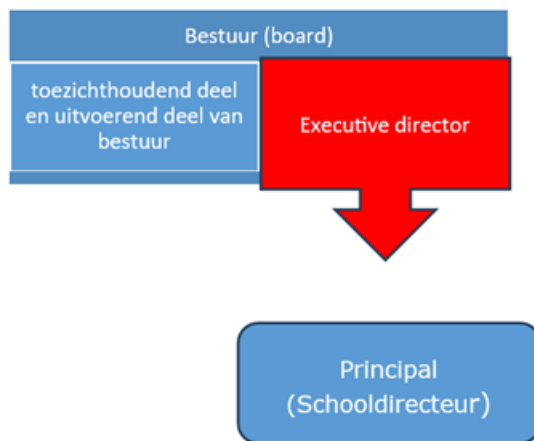 Bestuur (board)
toezichthoudend deel
en uitvoerend deel van
bestuur
Executive director
Principal
(Schooldirecteur)